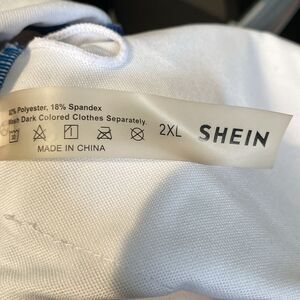 % Polyester, 18% Spandex
Wash Dark Colored Clothes Separately.
2XL SHEIN
MADE IN CHINA